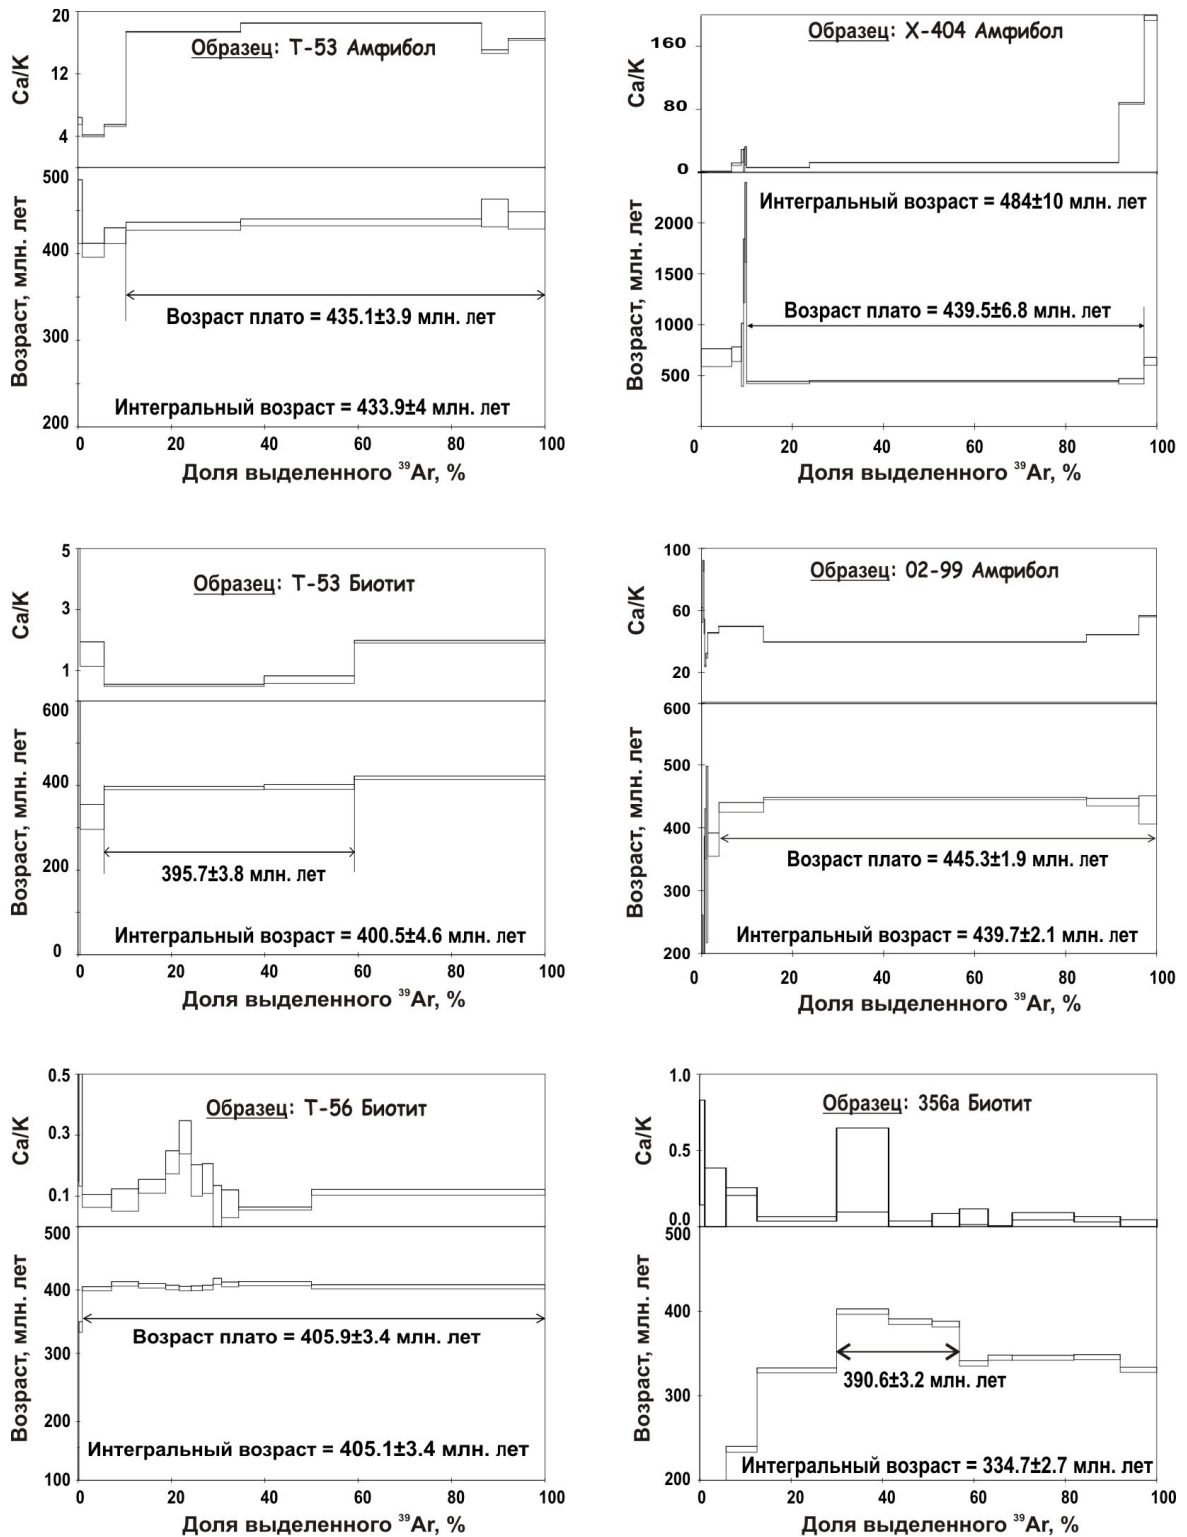 Образец: Т-53 Амфибол
Ca/K
20
12
4
Возраст, млн. лет
500
400
300
200
Возраст плато = 435.1±3.9 млн. лет
Интегральный возраст = 433.9±4 млн. лет
0 20 40 60 80 100
Доля выделенного ³⁹Ar, %
Образец: Х-404 Амфибол
Ca/K
160
80
0
Возраст, млн. лет
2000
1500
1000
500
Интегральный возраст = 484±10 млн. лет
Возраст плато = 439.5±6.8 млн. лет
0 20 40 60 80 100
Доля выделенного ³⁹Ar, %
Образец: Т-53 Биотит
Ca/K
5
3
1
Возраст, млн. лет
600
400
200
0
395.7±3.8 млн. лет
Интегральный возраст = 400.5±4.6 млн. лет
0 20 40 60 80 100
Доля выделенного ³⁹Ar, %
Образец: 02-99 Амфибол
Ca/K
100
60
20
Возраст, млн. лет
600
500
400
300
200
Возраст плато = 445.3±1.9 млн. лет
Интегральный возраст = 439.7±2.1 млн. лет
0 20 40 60 80 100
Доля выделенного ³⁹Ar, %
Образец: Т-56 Биотит
Ca/K
0.5
0.3
0.1
Возраст, млн. лет
500
400
300
200
100
Возраст плато = 405.9±3.4 млн. лет
Интегральный возраст = 405.1±3.4 млн. лет
0 20 40 60 80 100
Доля выделенного ³⁹Ar, %
Образец: 356а Биотит
Ca/K
1.0
0.5
0.0
Возраст, млн. лет
500
400
300
200
390.6±3.2 млн. лет
Интегральный возраст = 334.7±2.7 млн. лет
0 20 40 60 80 100
Доля выделенного ³⁹Ar, %